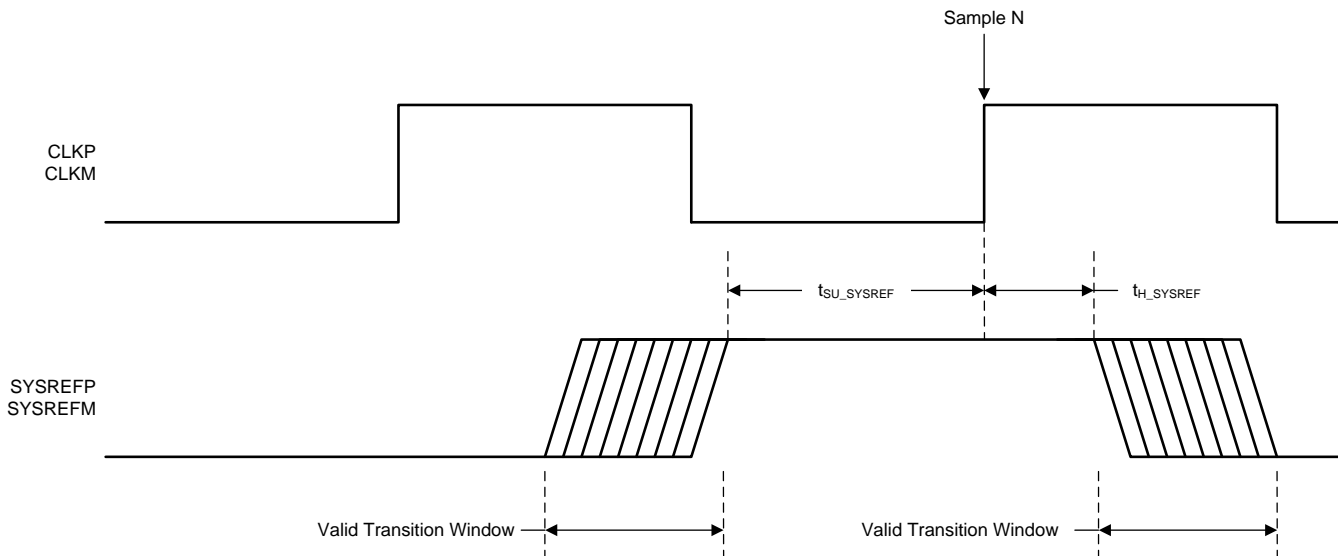 Sample N
CLKP
CLKM
tSU_SYSREF
tH_SYSREF
SYSREFP
SYSREFM
Valid Transition Window
Valid Transition Window